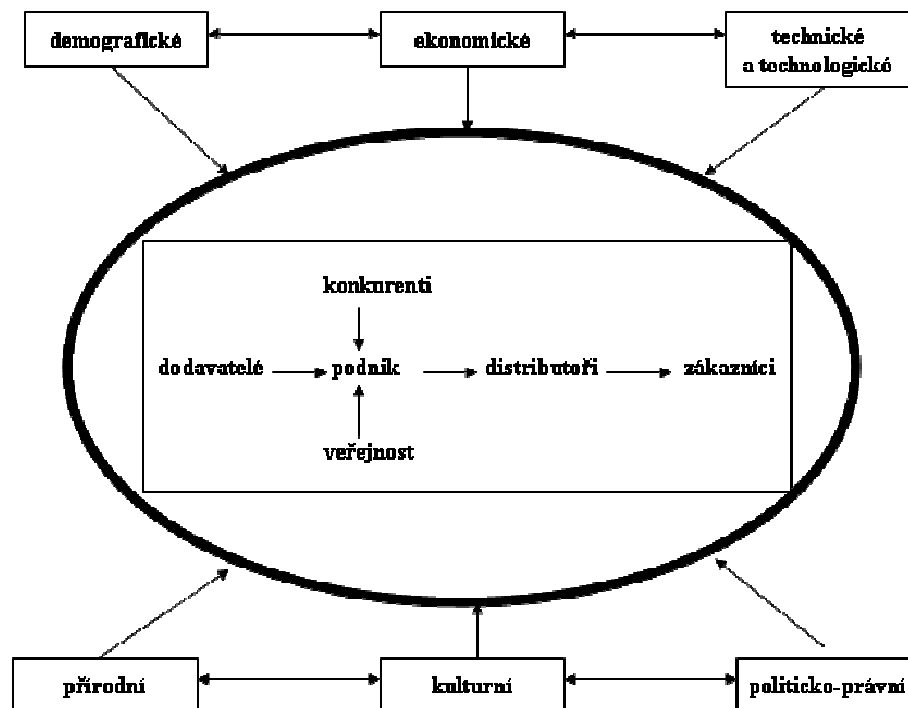 demografické
ekonomické
technické
a technologické
konkurenti
dodavatelé
podnik
distributoři
zákazníci
veřejnost
přírodní
kulturní
politicko-právní